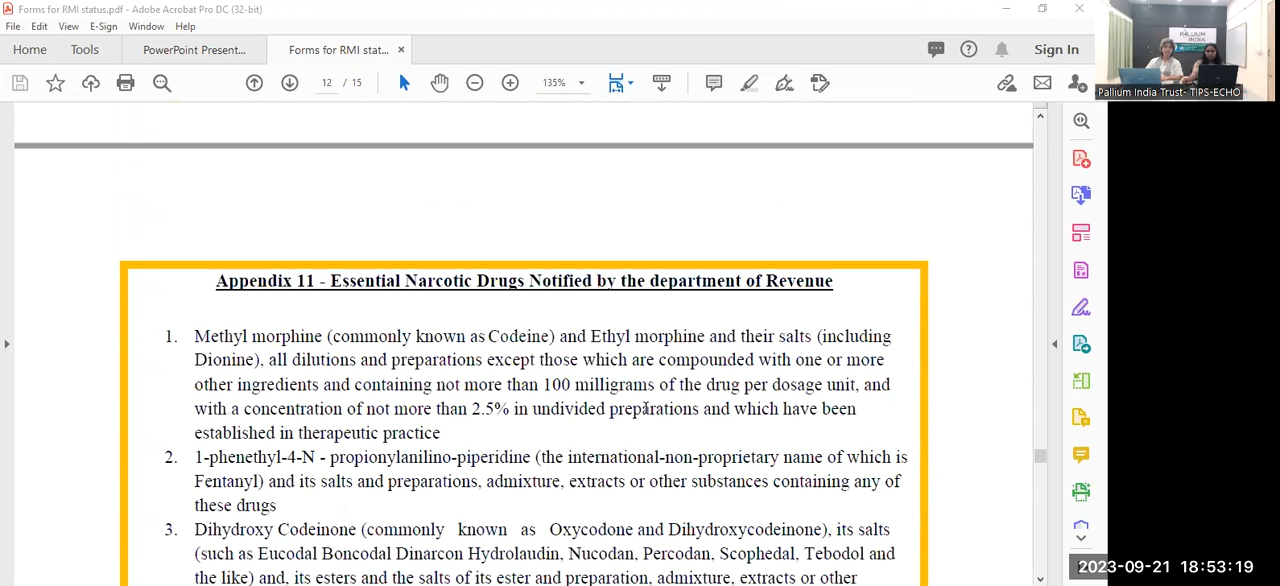 Forms for RMI status.pdf - Adobe Acrobat Pro DC (32-bit)
File Edit View E-Sign Window Help
Home Tools PowerPoint Present... Forms for RMI stat... × Sign In
12 / 15 135%
PALLIUM INDIA
Pallium India Trust- TIPS-ECHO
Appendix 11 - Essential Narcotic Drugs Notified by the department of Revenue
1. Methyl morphine (commonly known as Codeine) and Ethyl morphine and their salts (including
Dionine), all dilutions and preparations except those which are compounded with one or more
other ingredients and containing not more than 100 milligrams of the drug per dosage unit, and
with a concentration of not more than 2.5% in undivided preparations and which have been
established in therapeutic practice
2. 1-phenethyl-4-N - propionylanilino-piperidine (the international-non-proprietary name of which is
Fentanyl) and its salts and preparations, admixture, extracts or other substances containing any of
these drugs
3. Dihydroxy Codeinone (commonly known as Oxycodone and Dihydroxycodeinone), its salts
(such as Eucodal Boncodal Dinarcon Hydrolaudin, Nucodan, Percodan, Scophedal, Tebodol and
the like) and, its esters and the salts of its ester and preparation, admixture, extracts or other
2023-09-21 18:53:19